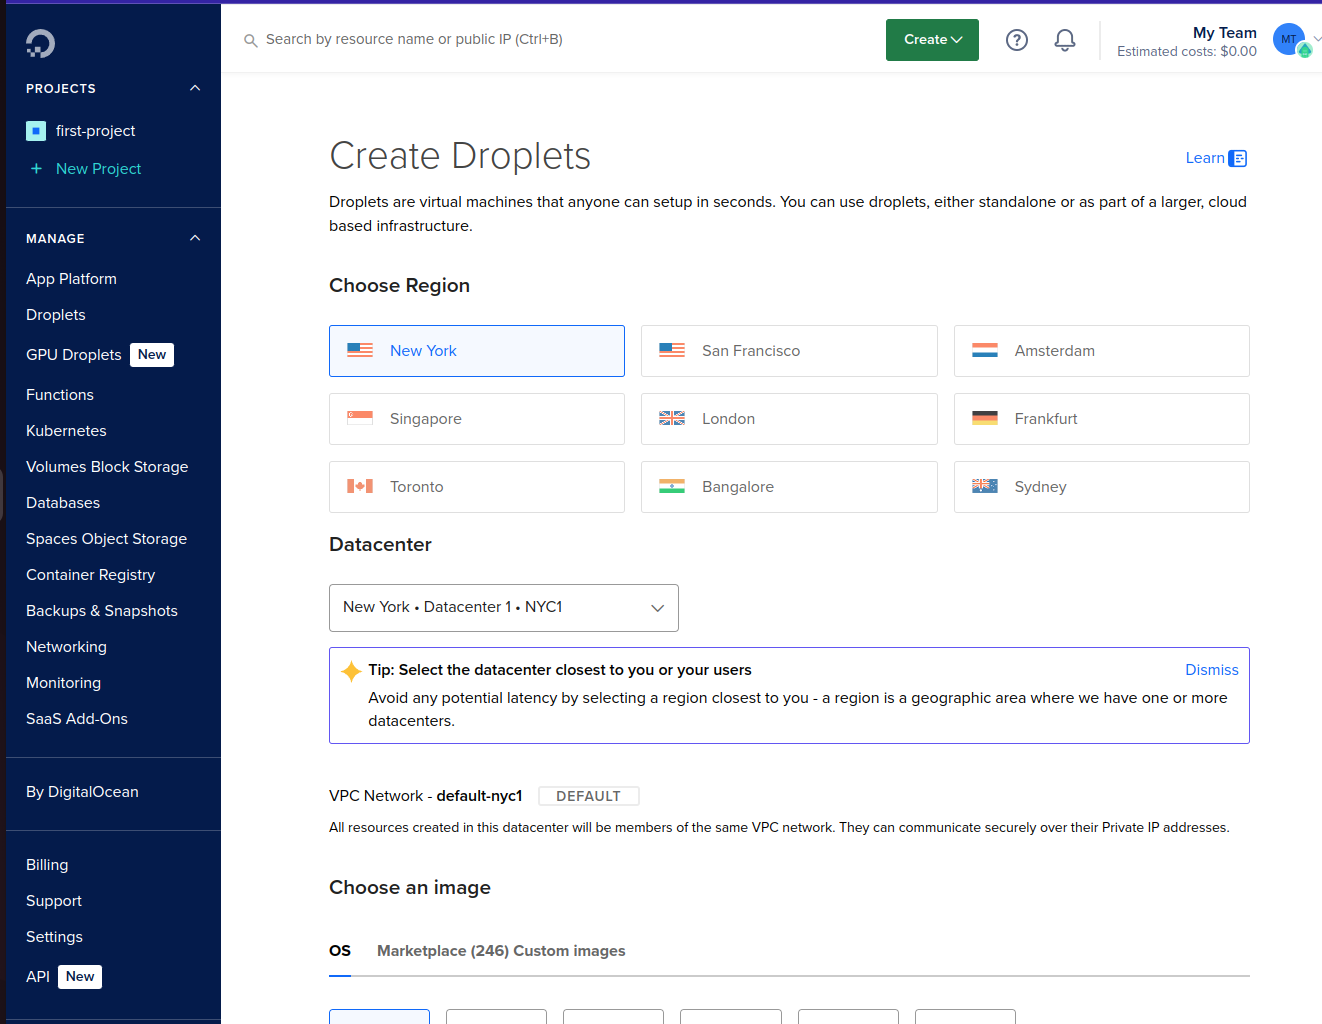 PROJECTS
first-project
+ New Project
MANAGE
App Platform
Droplets
GPU Droplets New
Functions
Kubernetes
Volumes Block Storage
Databases
Spaces Object Storage
Container Registry
Backups & Snapshots
Networking
Monitoring
SaaS Add-Ons
By DigitalOcean
Billing
Support
Settings
API New
Search by resource name or public IP (Ctrl+B)
Create
My Team
Estimated costs: $0.00
MT
Create Droplets
Learn
Droplets are virtual machines that anyone can setup in seconds. You can use droplets, either standalone or as part of a larger, cloud
based infrastructure.
Choose Region
New York
San Francisco
Amsterdam
Singapore
London
Frankfurt
Toronto
Bangalore
Sydney
Datacenter
New York • Datacenter 1 • NYC1
Tip: Select the datacenter closest to you or your users
Dismiss
Avoid any potential latency by selecting a region closest to you - a region is a geographic area where we have one or more
datacenters.
VPC Network - default-nyc1 DEFAULT
All resources created in this datacenter will be members of the same VPC network. They can communicate securely over their Private IP addresses.
Choose an image
OS Marketplace (246) Custom images